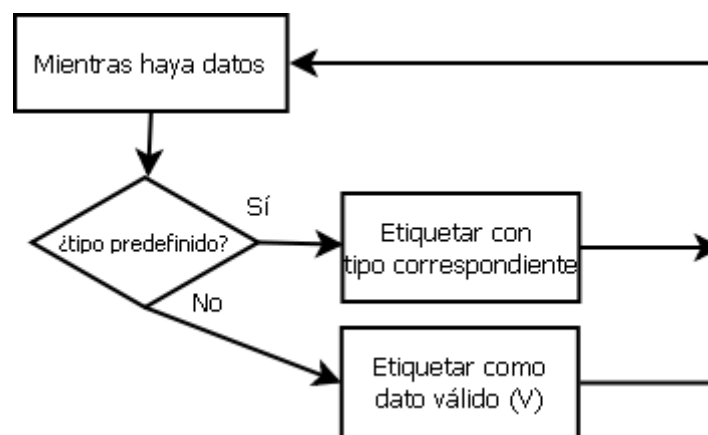 Mientras haya datos
¿tipo predefinido?
Sí
Etiquetar con
tipo correspondiente
No
Etiquetar como
dato válido (V)